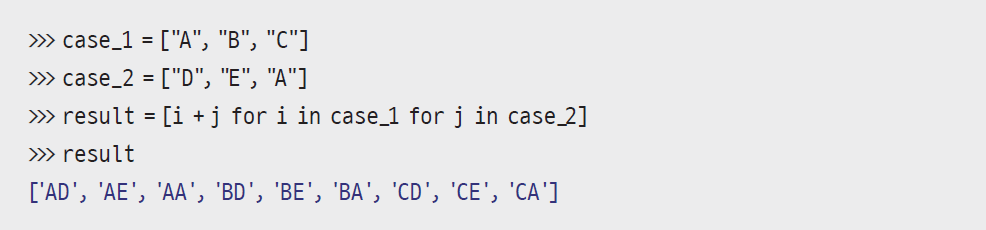 >>> case_1 = ["A", "B", "C"]
>>> case_2 = ["D", "E", "A"]
>>> result = [i + j for i in case_1 for j in case_2]
>>> result
['AD', 'AE', 'AA', 'BD', 'BE', 'BA', 'CD', 'CE', 'CA']